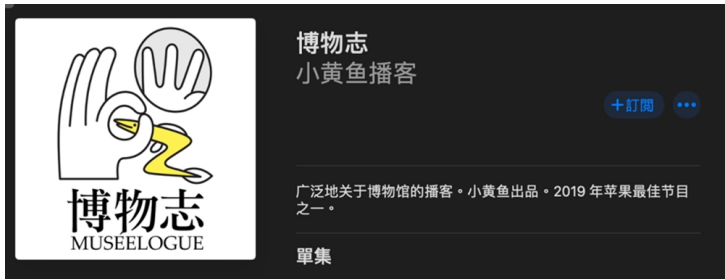 博物志
MUSEELOGUE
博物志
小黄鱼播客
+訂閱
广泛地关于博物馆的播客。小黄鱼出品。2019 年苹果最佳节目
之一。
單集